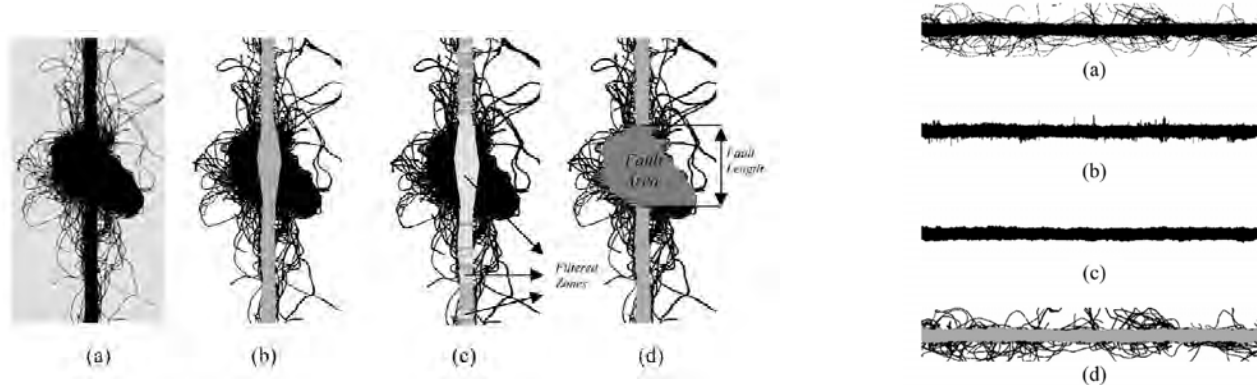 Fault
Area
Fault
Length
Filtered
Zones
(a)
(b)
(c)
(d)
(a)
(b)
(c)
(d)